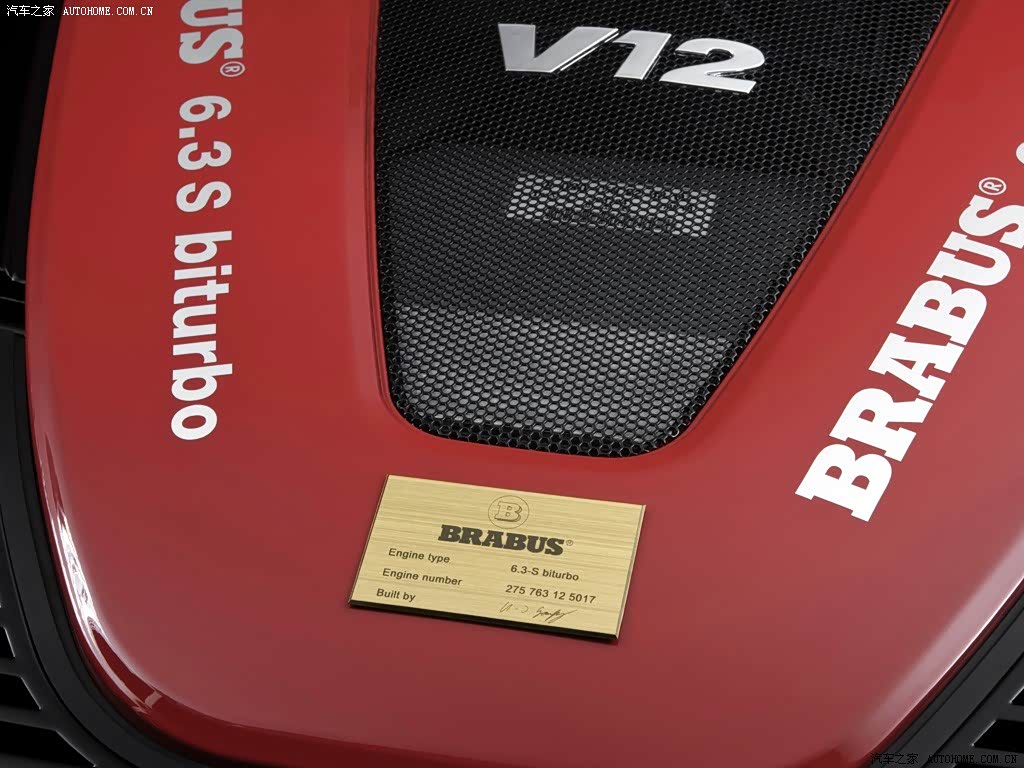 汽车之家 AUTOHOME.COM.CN
US® 6.3 S biturbo
V12
BRABUS®
B
BRABUS®
Engine type 6.3-S biturbo
Engine number 275 763 12 5017
Built by
汽车之家 AUTOHOME.COM.CN